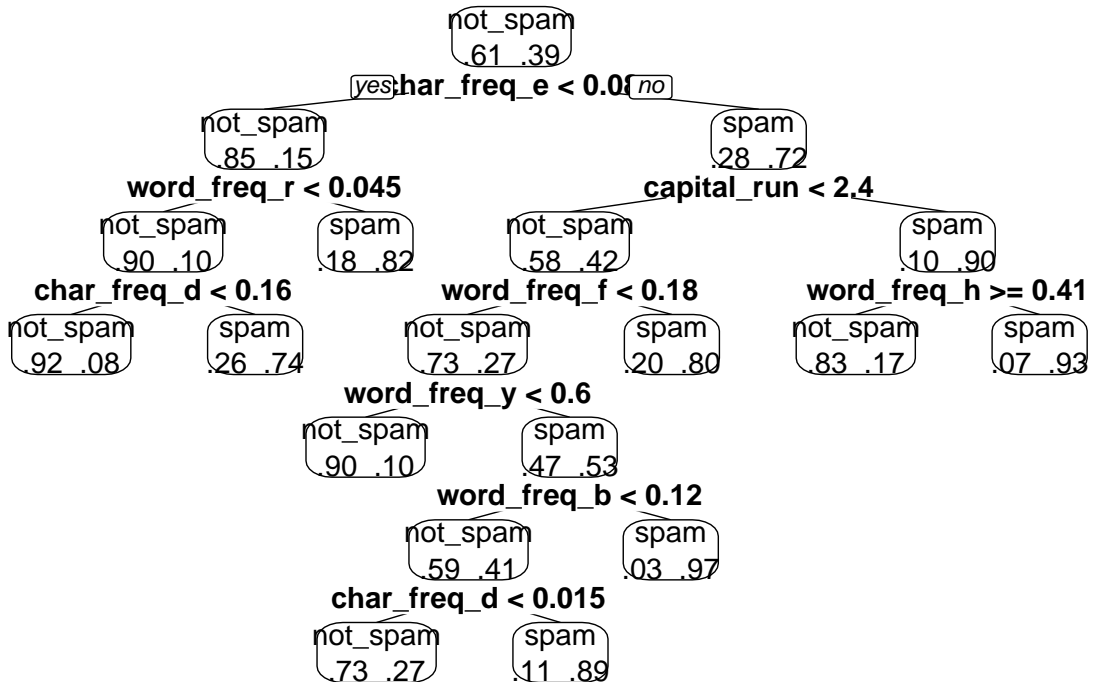 not_spam
.61 .39
yes char_freq_e < 0.08 no
not_spam spam
.85 .15 .28 .72
word_freq_r < 0.045 capital_run < 2.4
not_spam spam not_spam spam
.90 .10 .18 .82 .58 .42 .10 .90
char_freq_d < 0.16 word_freq_f < 0.18 word_freq_h >= 0.41
not_spam spam not_spam spam not_spam spam
.92 .08 .26 .74 .73 .27 .20 .80 .83 .17 .07 .93
word_freq_y < 0.6
not_spam spam
.90 .10 .47 .53
word_freq_b < 0.12
not_spam spam
.59 .41 .03 .97
char_freq_d < 0.015
not_spam spam
.73 .27 .11 .89